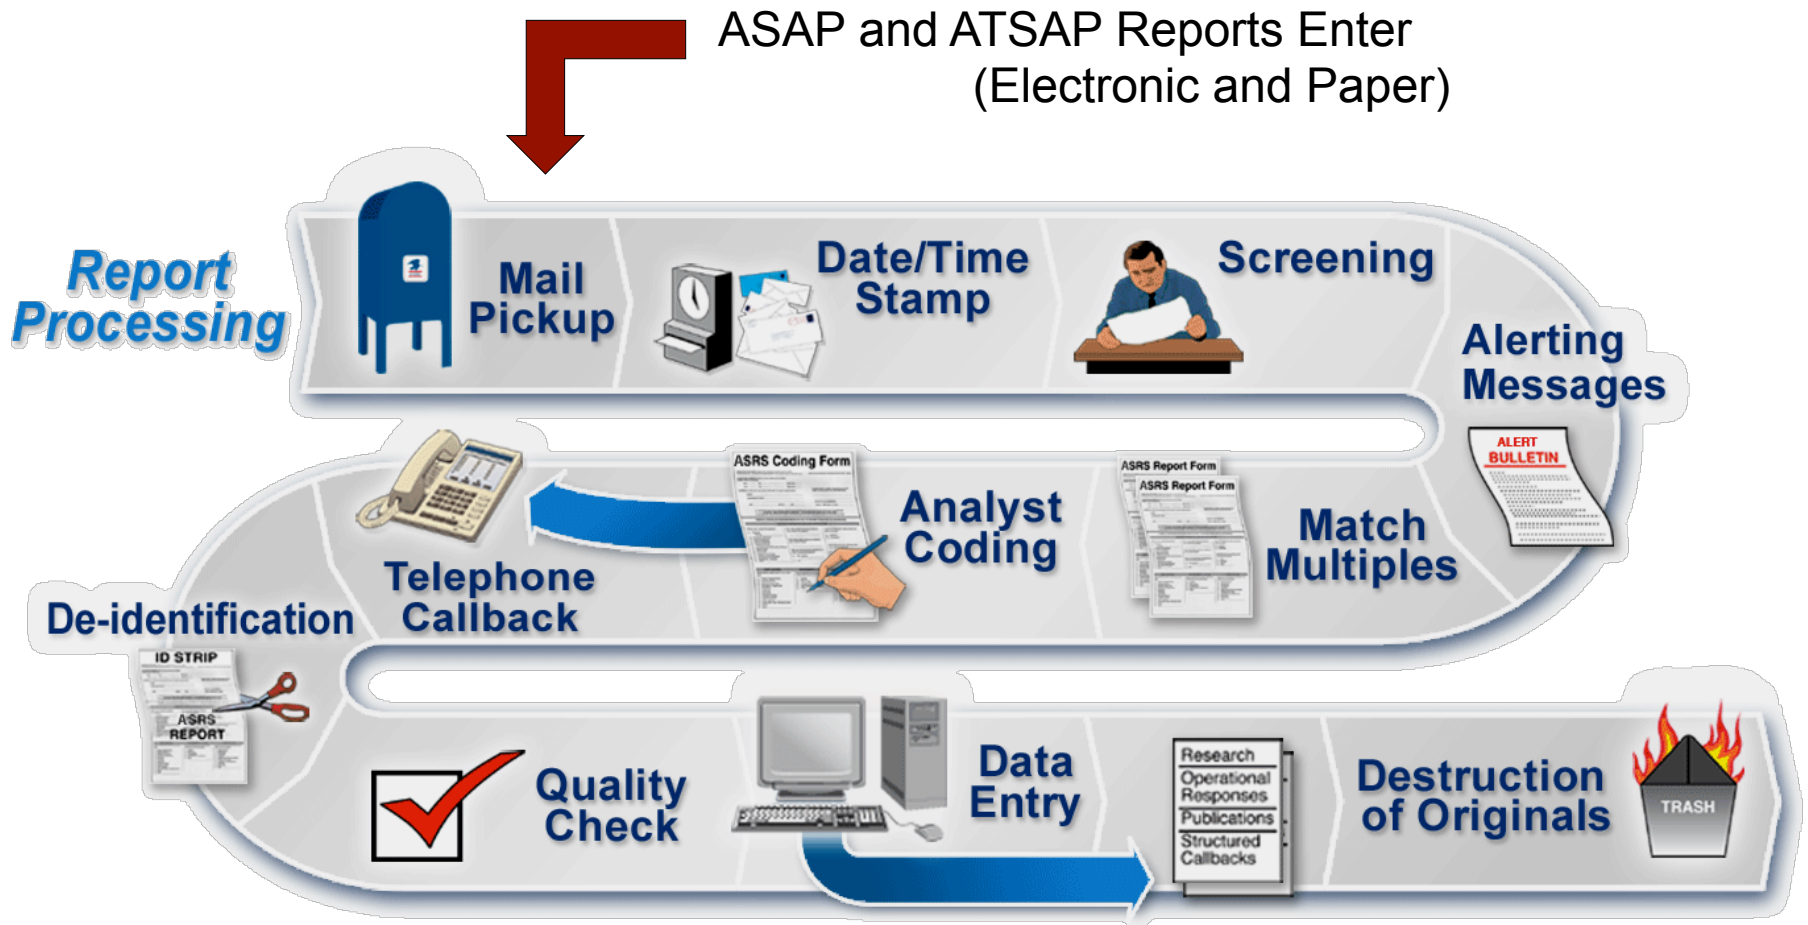 ASAP and ATSAP Reports Enter
(Electronic and Paper)
Report
Processing
Mail
Pickup
Date/Time
Stamp
Screening
Alerting
Messages
ALERT
BULLETIN
ASRS Report Form
ASRS Report Form
Match
Multiples
ASRS Coding Form
Analyst
Coding
Telephone
Callback
De-identification
ID STRIP
ASRS
REPORT
Quality
Check
Data
Entry
Research
Operational
Responses
Publications
Structured
Callbacks
Destruction
of Originals
TRASH